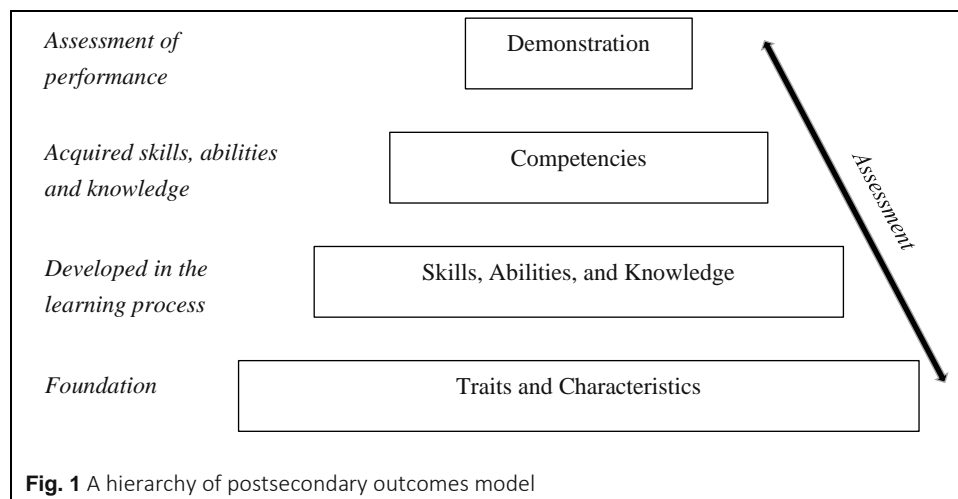 Assessment of
performance
Demonstration
Acquired skills, abilities
and knowledge
Competencies
Developed in the
learning process
Skills, Abilities, and Knowledge
Foundation
Traits and Characteristics
Assessment
Fig. 1 A hierarchy of postsecondary outcomes model